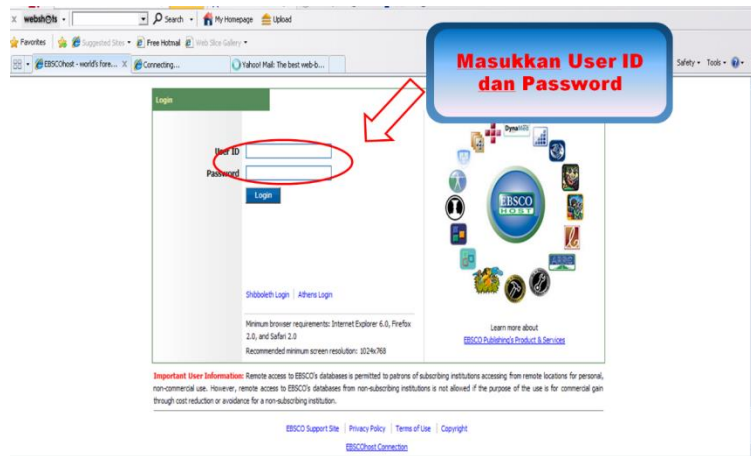 x websh ts Search My Homepage Upload
Favorites Suggested Sites Free Hotmail Web Slice Gallery
EBSCOhost - world's fore... X Connecting... Yahoo! Mail: The best web-b... Safety Tools
Masukkan User ID
dan Password
Login
User ID
Password
Login
DynaMed
EBSCO
HOST
Shibboleth Login | Athens Login
Minimum browser requirements: Internet Explorer 6.0, Firefox
2.0, and Safari 2.0
Recommended minimum screen resolution: 1024x768
Learn more about
EBSCO Publishing's Product & Services
Important User Information: Remote access to EBSCO's databases is permitted to patrons of subscribing institutions accessing from remote locations for personal,
non-commercial use. However, remote access to EBSCO's databases from non-subscribing institutions is not allowed if the purpose of the use is for commercial gain
through cost reduction or avoidance for a non-subscribing institution.
EBSCO Support Site | Privacy Policy | Terms of Use | Copyright
EBSCOhost Connection